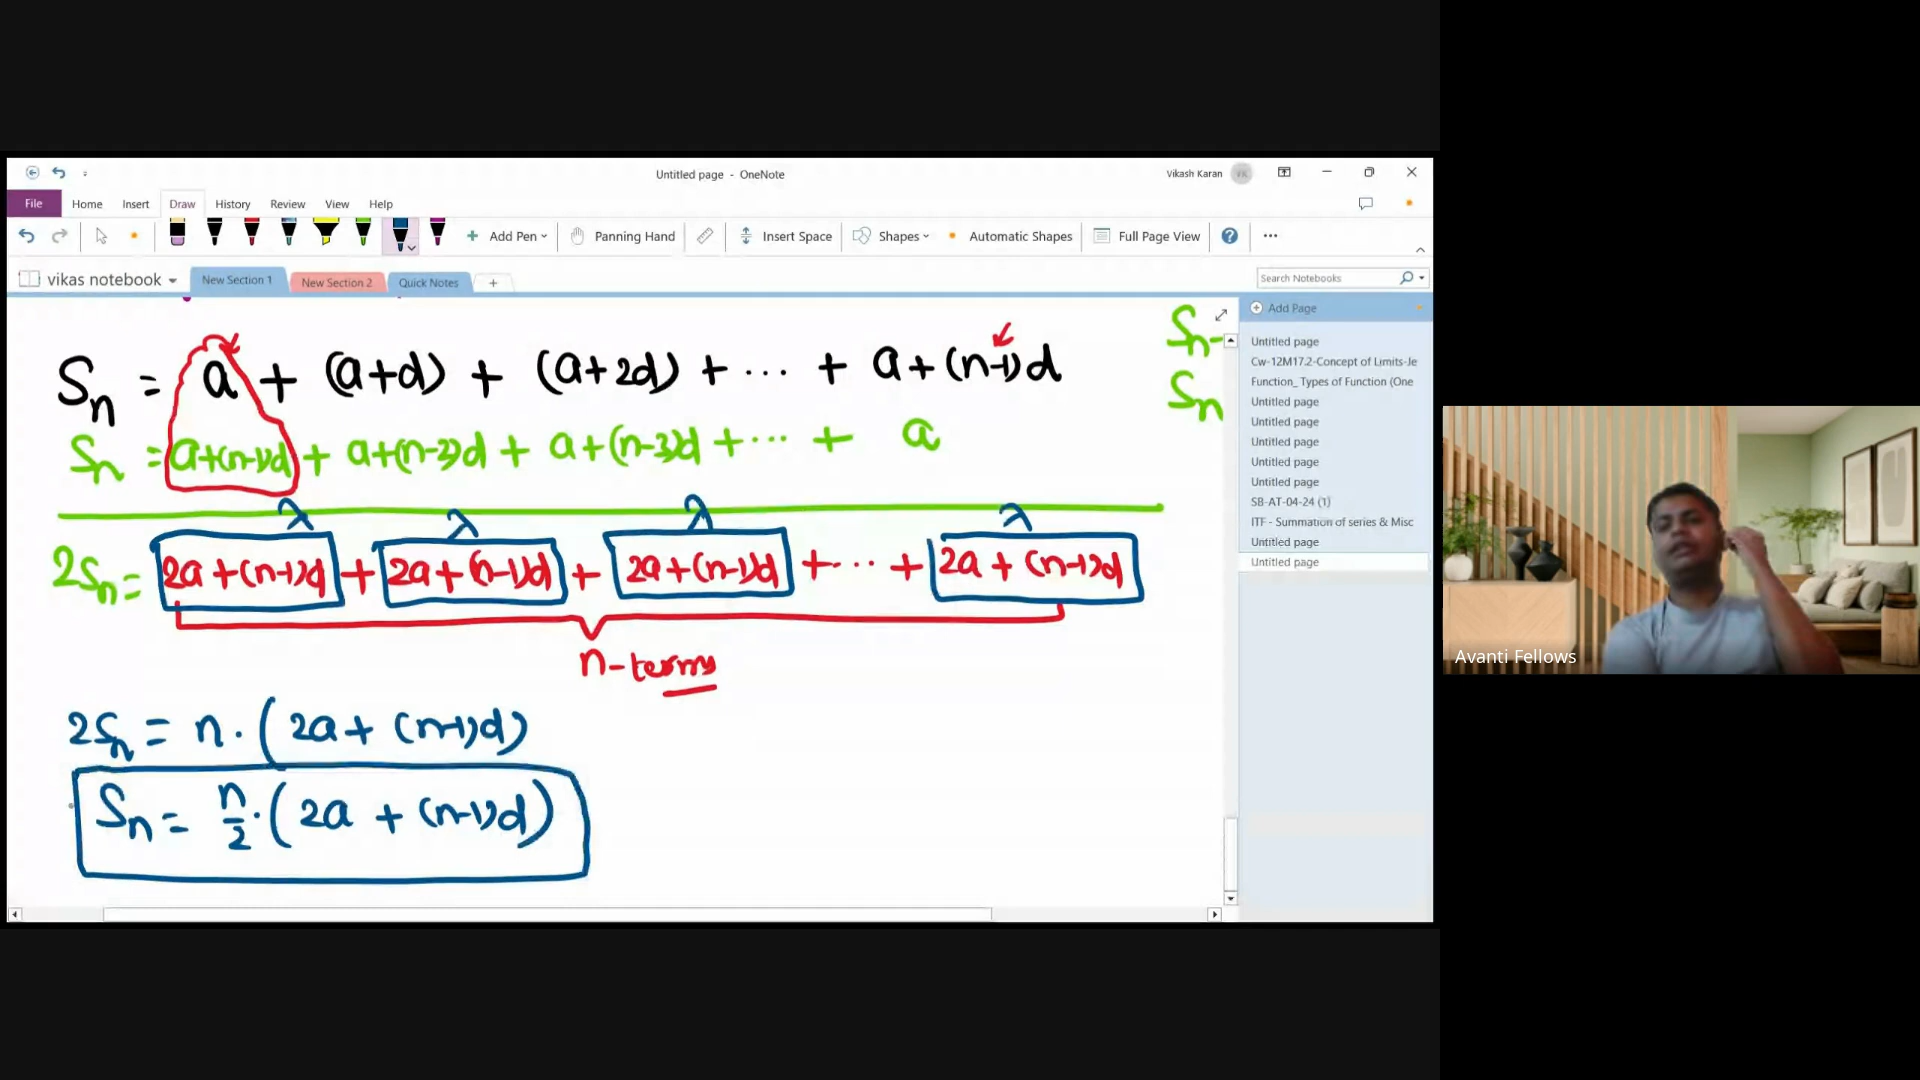 Untitled page - OneNote
Vikash Karan
VK
File Home Insert Draw History Review View Help
Add Pen Panning Hand Insert Space Shapes Automatic Shapes Full Page View
vikas notebook New Section 1 New Section 2 Quick Notes
Search Notebooks
Sn = a + (a+d) + (a+2d) + ... + a + (n-1)d
Sn = a+(n-1)d + a+(n-2)d + a+(n-3)d + ... + a
Sn-
Sn
λ λ λ λ
2Sn = 2a+(n-1)d + 2a+(n-1)d + 2a+(n-1)d + ... + 2a + (n-1)d
n-terms
2Sn = n . (2a + (n-1)d)
Sn = n/2 . (2a + (n-1)d)
Add Page
Untitled page
Cw-12M17.2-Concept of Limits-Je
Function_ Types of Function (One
Untitled page
Untitled page
Untitled page
Untitled page
Untitled page
SB-AT-04-24 (1)
ITF - Summation of series & Misc
Untitled page
Untitled page
Avanti Fellows